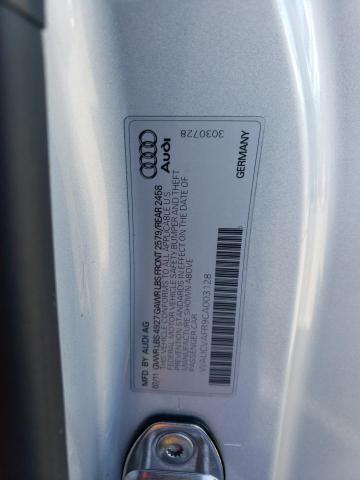 Audi
3030728
GERMANY
MFD. BY AUDI AG
07/11 GVWR LBS 4927 GAWR LBS FRONT 2579/REAR 2458
THIS VEHICLE CONFORMS TO ALL APPLICABLE U.S.
FEDERAL MOTOR VEHICLE SAFETY BUMPER AND THEFT
PREVENTION STANDARDS IN EFFECT ON THE DATE OF
MANUFACTURE SHOWN ABOVE.
PASSENGER CAR
WAUCVAFR9CA003128